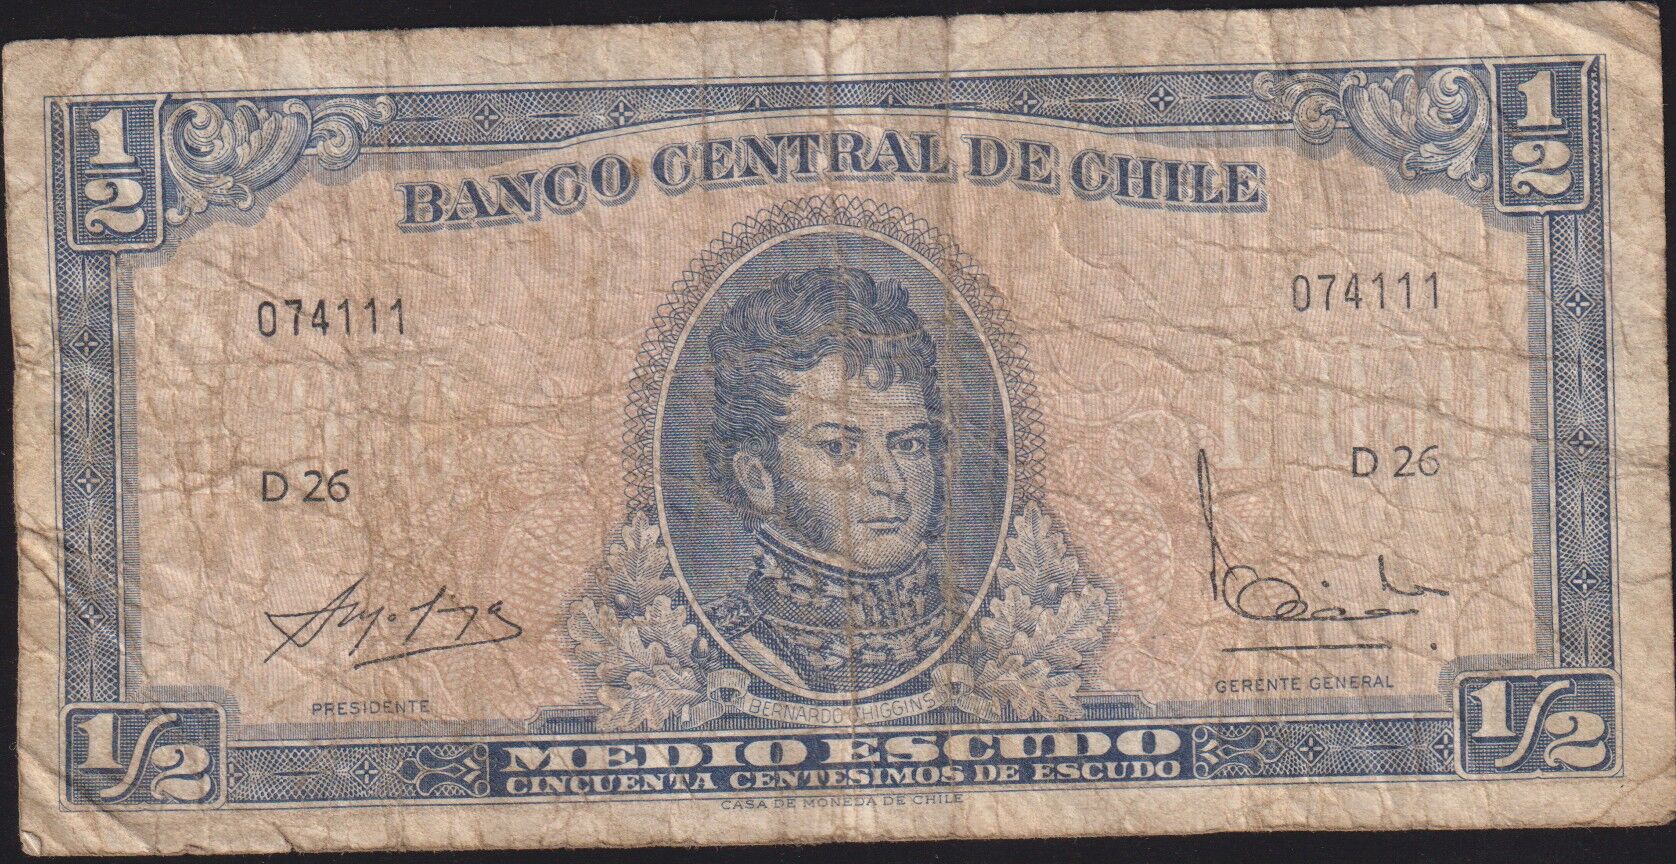 1/2
1/2
BANCO CENTRAL DE CHILE
074111
074111
D 26
D 26
PRESIDENTE
GERENTE GENERAL
BERNARDO O'HIGGINS
1/2
1/2
MEDIO ESCUDO
CINCUENTA CENTESIMOS DE ESCUDO
CASA DE MONEDA DE CHILE